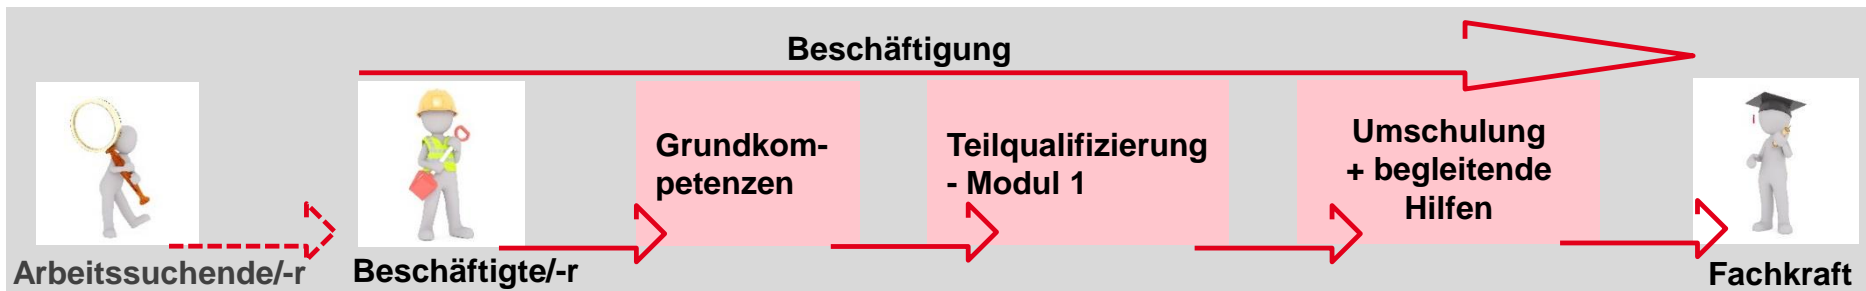 Beschäftigung
Grundkom-
petenzen
Teilqualifizierung
- Modul 1
Umschulung
+ begleitende
Hilfen
Arbeitssuchende/-r
Beschäftigte/-r
Fachkraft